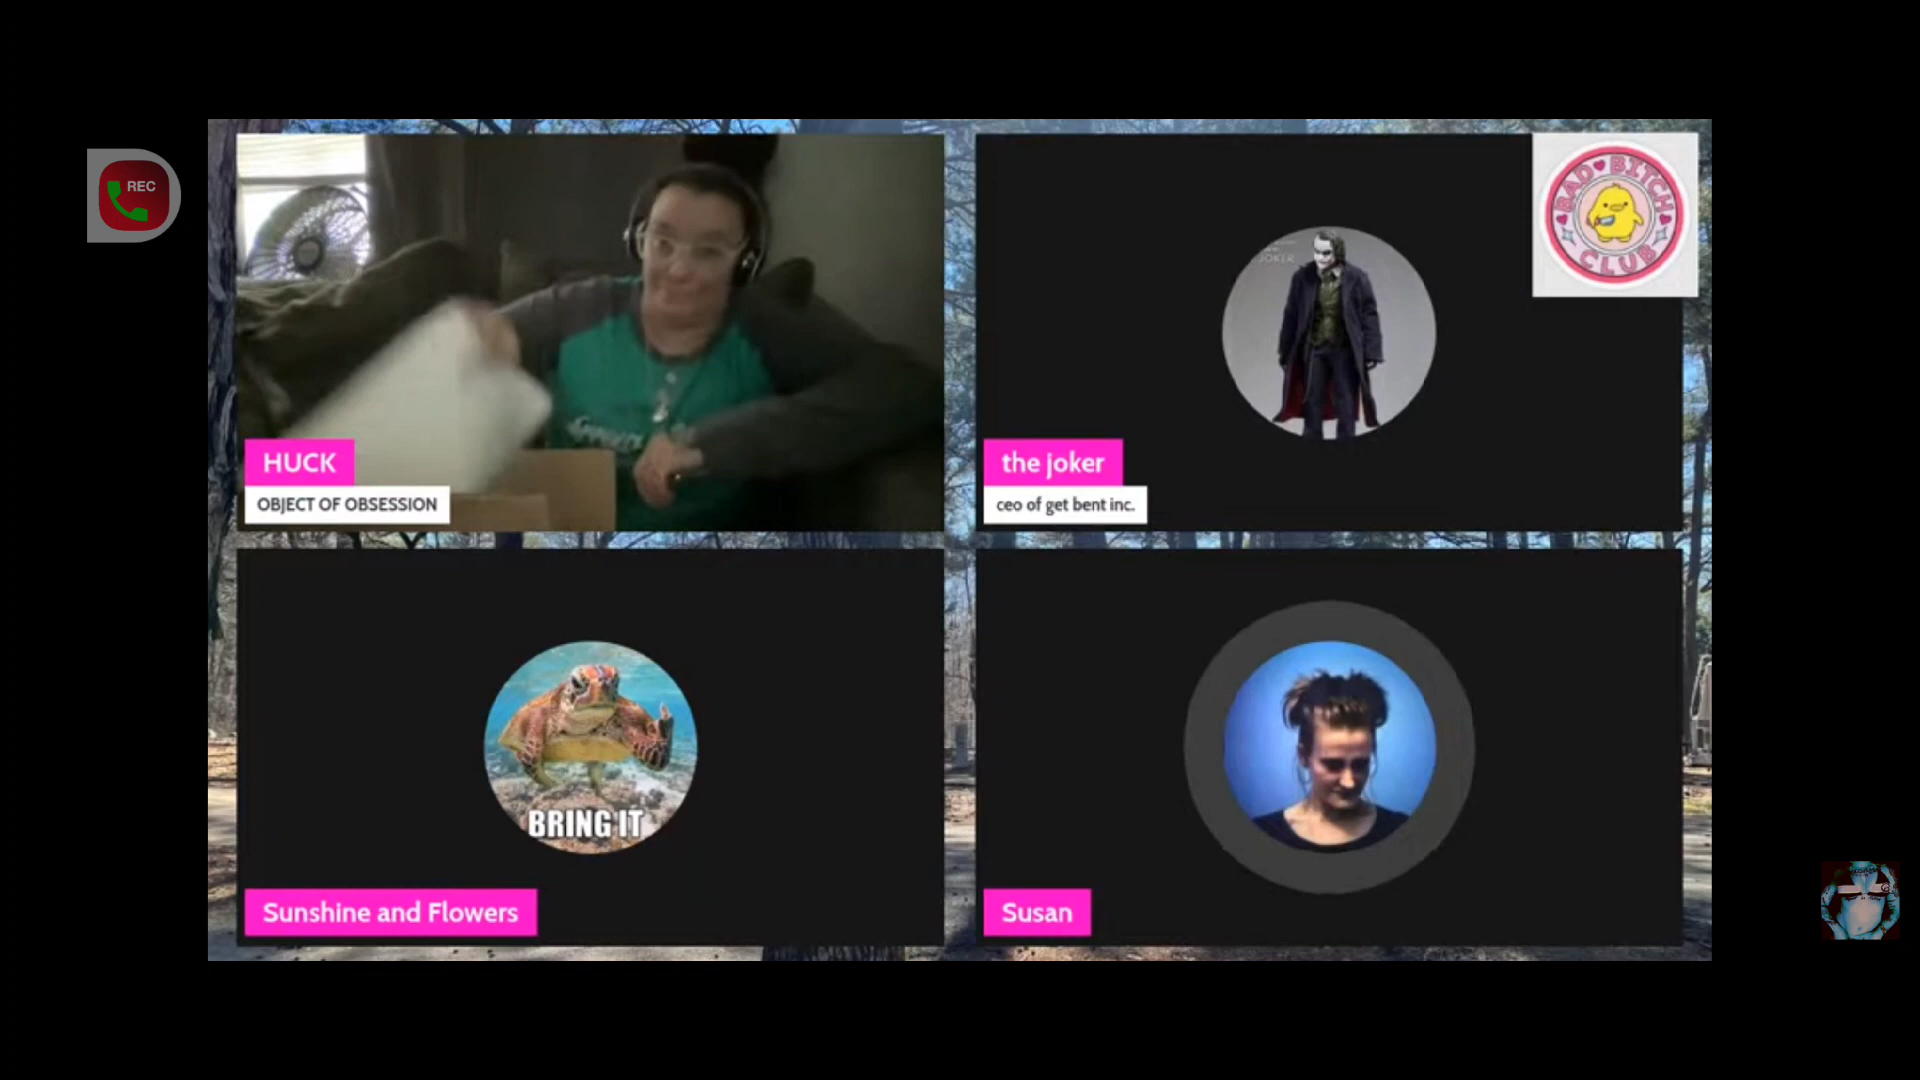 REC
BAD BITCH
CLUB
JOKER
HUCK
OBJECT OF OBSESSION
the joker
ceo of get bent inc.
BRING IT
Sunshine and Flowers
Susan